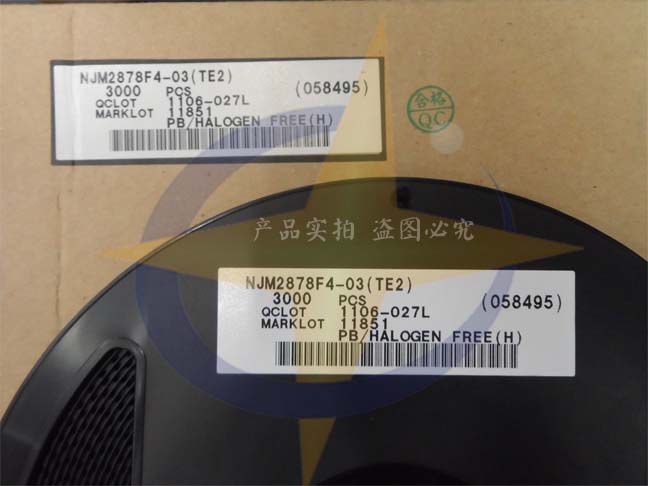 NJM2878F4-03(TE2)
3000 PCS (058495)
QCLOT 1106-027L
MARKLOT 11851
PB/HALOGEN FREE(H)
合格
QC
产品实拍 盗图必究
NJM2878F4-03(TE2)
3000 PCS (058495)
QCLOT 1106-027L
MARKLOT 11851
PB/HALOGEN FREE(H)